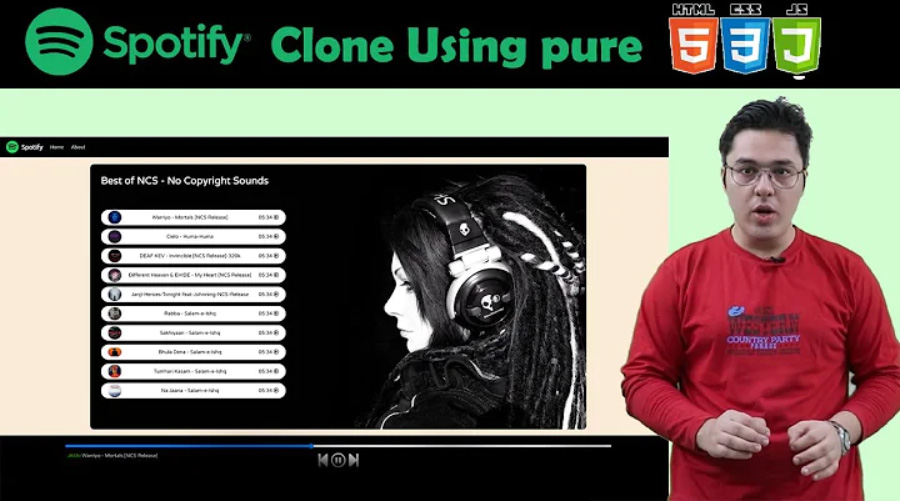 Spotify® Clone Using pure
HTML CSS JS
5 3 J
Spotify Home About
Best of NCS - No Copyright Sounds
Warriyo - Mortals [NCS Release] 05:34
Cielo - Huma-Huma 05:34
DEAF KEV - Invincible [NCS Release] 320k 05:34
Different Heaven & EH!DE - My Heart [NCS Release] 05:34
Janji-Heroes-Tonight-feat-Johnning-NCS-Release 05:34
Rabba - Salam-e-Ishq 05:34
Sakhiyaan - Salam-e-Ishq 05:34
Bhula Dena - Salam-e-Ishq 05:34
Tumhari Kasam - Salam-e-Ishq 05:34
Na Jaana - Salam-e-Ishq 05:34
Warriyo - Mortals [NCS Release]
WESTERN
COUNTRY PARTY